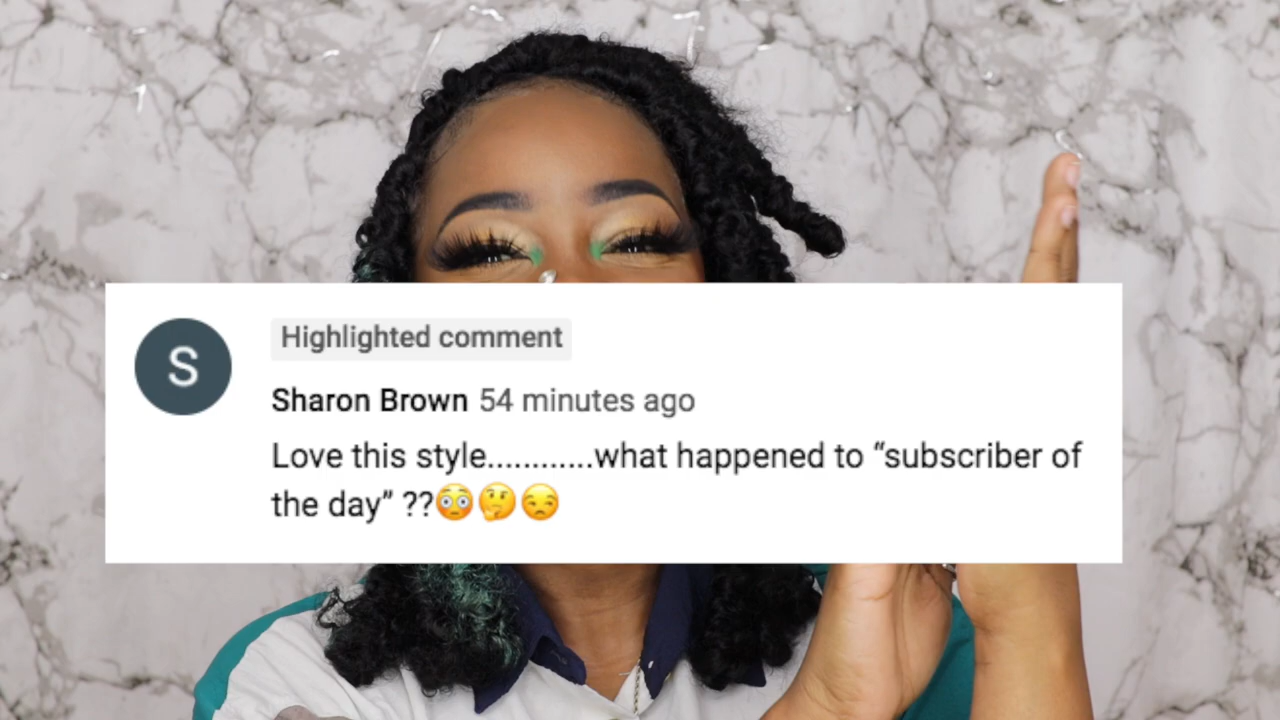 S
Highlighted comment
Sharon Brown 54 minutes ago
Love this style............what happened to “subscriber of
the day” ??😳🤔😒